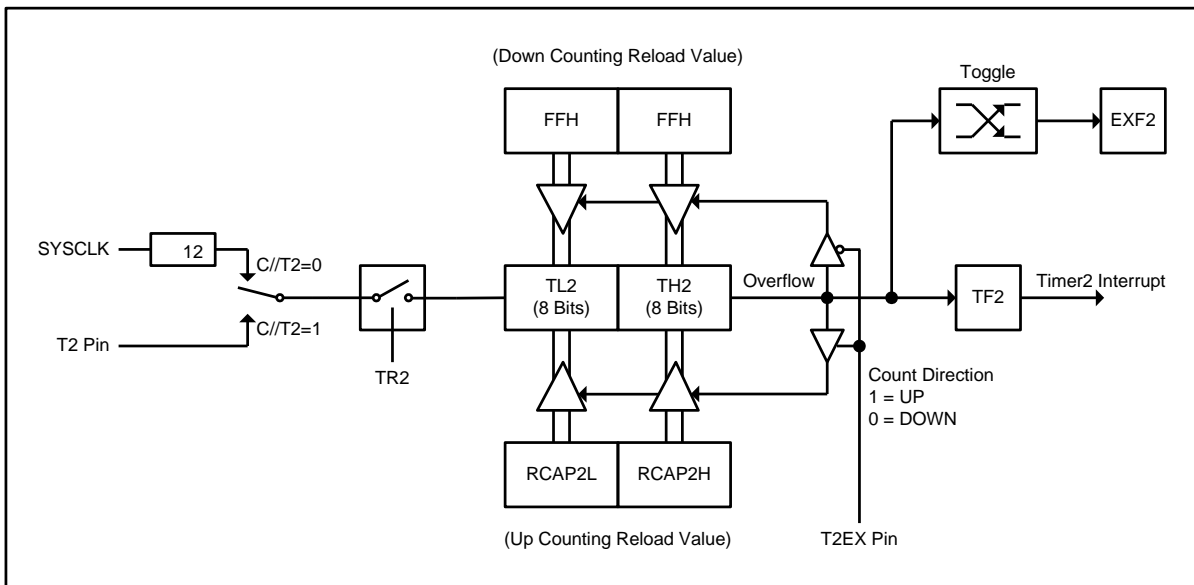 (Down Counting Reload Value)
Toggle
FFH
FFH
EXF2
SYSCLK
12
C//T2=0
TL2
(8 Bits)
TH2
(8 Bits)
Overflow
TF2
Timer2 Interrupt
C//T2=1
T2 Pin
TR2
Count Direction
1 = UP
0 = DOWN
RCAP2L
RCAP2H
(Up Counting Reload Value)
T2EX Pin